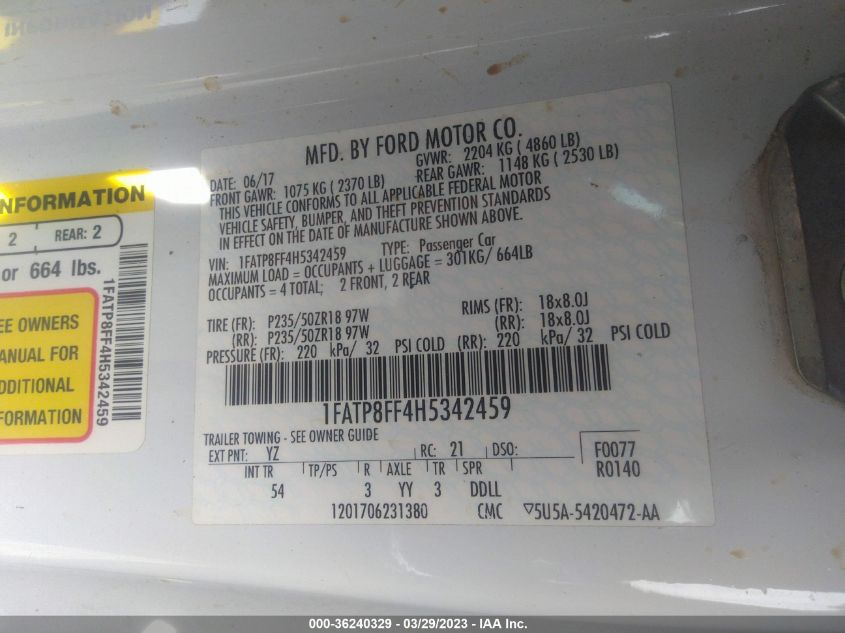 MFD. BY FORD MOTOR CO.
DATE: 06/17 GVWR: 2204 KG ( 4860 LB)
FRONT GAWR: 1075 KG ( 2370 LB) REAR GAWR: 1148 KG ( 2530 LB)
THIS VEHICLE CONFORMS TO ALL APPLICABLE FEDERAL MOTOR
VEHICLE SAFETY, BUMPER, AND THEFT PREVENTION STANDARDS
IN EFFECT ON THE DATE OF MANUFACTURE SHOWN ABOVE.
VIN: 1FATP8FF4H5342459 TYPE: Passenger Car
MAXIMUM LOAD = OCCUPANTS + LUGGAGE = 301KG/ 664LB
OCCUPANTS = 4 TOTAL; 2 FRONT, 2 REAR
TIRE (FR): P235/50ZR18 97W RIMS (FR): 18x8.0J
(RR): P235/50ZR18 97W (RR): 18x8.0J
PRESSURE (FR): 220 kPa/ 32 PSI COLD (RR): 220 kPa/ 32 PSI COLD
1FATP8FF4H5342459
TRAILER TOWING - SEE OWNER GUIDE
EXT PNT: YZ RC: 21 DSO: F0077
R0140
INT TR TP/PS R AXLE TR SPR
54 3 YY 3 DDLL
1201706231380 CMC ▽5U5A-5420472-AA
INFORMATION
2 REAR: 2
or 664 lbs.
1FATP8FF4H5342459
OWNERS
MANUAL FOR
ADDITIONAL
INFORMATION
000-36240329 - 03/29/2023 - IAA Inc.